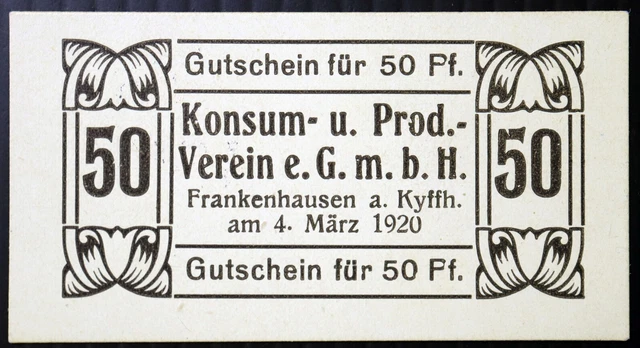 Gutschein für 50 Pf.
50
Konsum- u. Prod.-
Verein e. G. m. b. H.
50
Frankenhausen a. Kyffh.
am 4. März 1920
Gutschein für 50 Pf.